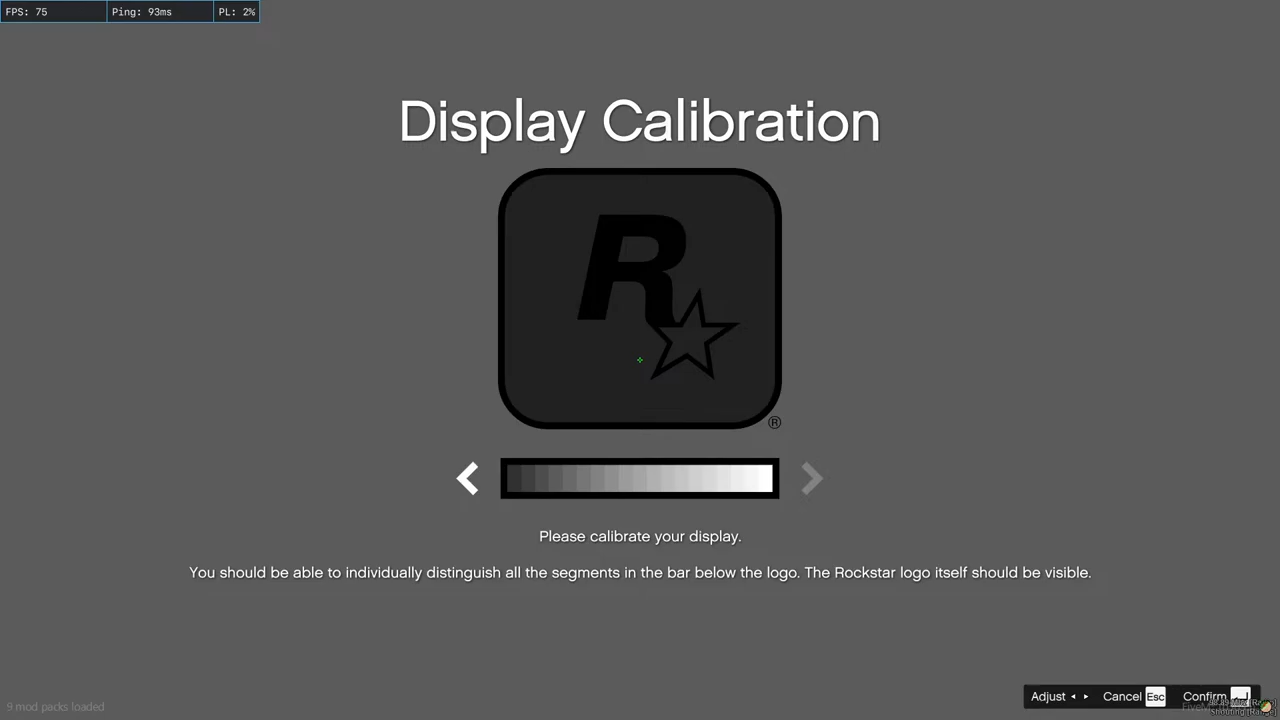 FPS: 75 Ping: 93ms PL: 2%
Display Calibration
R
®
Please calibrate your display.
You should be able to individually distinguish all the segments in the bar below the logo. The Rockstar logo itself should be visible.
Adjust Cancel Esc Confirm
9 mod packs loaded